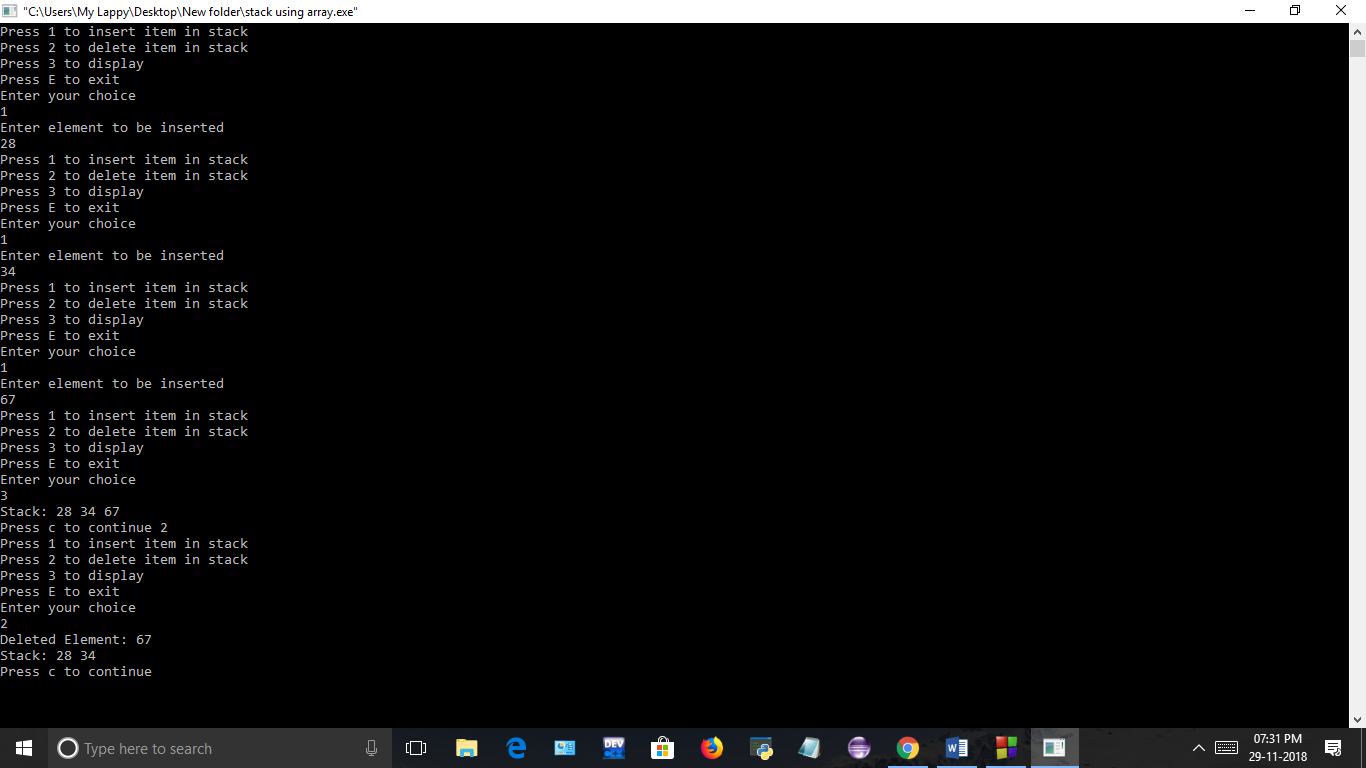 "C:\Users\My Lappy\Desktop\New folder\stack using array.exe"
Press 1 to insert item in stack
Press 2 to delete item in stack
Press 3 to display
Press E to exit
Enter your choice
1
Enter element to be inserted
28
Press 1 to insert item in stack
Press 2 to delete item in stack
Press 3 to display
Press E to exit
Enter your choice
1
Enter element to be inserted
34
Press 1 to insert item in stack
Press 2 to delete item in stack
Press 3 to display
Press E to exit
Enter your choice
1
Enter element to be inserted
67
Press 1 to insert item in stack
Press 2 to delete item in stack
Press 3 to display
Press E to exit
Enter your choice
3
Stack: 28 34 67
Press c to continue 2
Press 1 to insert item in stack
Press 2 to delete item in stack
Press 3 to display
Press E to exit
Enter your choice
2
Deleted Element: 67
Stack: 28 34
Press c to continue
Type here to search
DEV
07:31 PM
29-11-2018